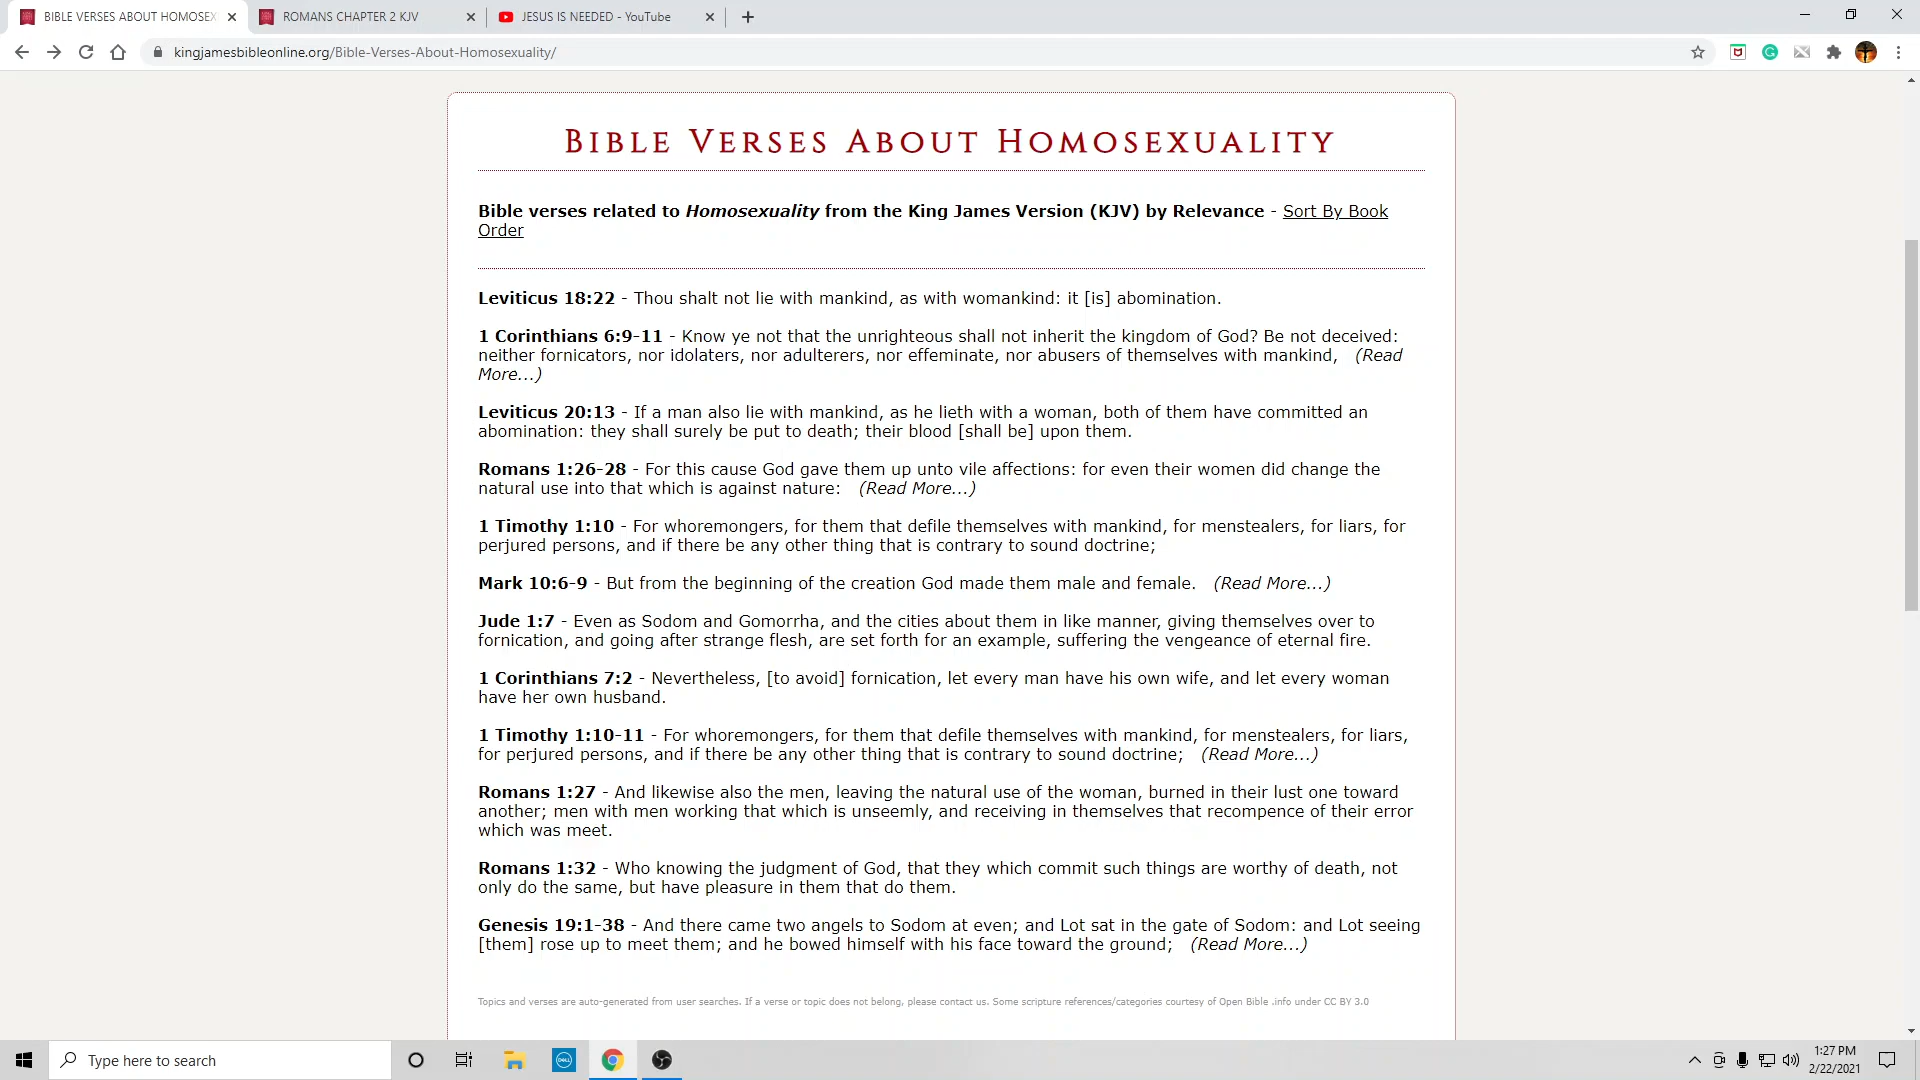 BIBLE VERSES ABOUT HOMOSEX
ROMANS CHAPTER 2 KJV
JESUS IS NEEDED - YouTube
kingjamesbibleonline.org/Bible-Verses-About-Homosexuality/
BIBLE VERSES ABOUT HOMOSEXUALITY
Bible verses related to Homosexuality from the King James Version (KJV) by Relevance - Sort By Book
Order
Leviticus 18:22 - Thou shalt not lie with mankind, as with womankind: it [is] abomination.
1 Corinthians 6:9-11 - Know ye not that the unrighteous shall not inherit the kingdom of God? Be not deceived:
neither fornicators, nor idolaters, nor adulterers, nor effeminate, nor abusers of themselves with mankind, (Read
More...)
Leviticus 20:13 - If a man also lie with mankind, as he lieth with a woman, both of them have committed an
abomination: they shall surely be put to death; their blood [shall be] upon them.
Romans 1:26-28 - For this cause God gave them up unto vile affections: for even their women did change the
natural use into that which is against nature: (Read More...)
1 Timothy 1:10 - For whoremongers, for them that defile themselves with mankind, for menstealers, for liars, for
perjured persons, and if there be any other thing that is contrary to sound doctrine;
Mark 10:6-9 - But from the beginning of the creation God made them male and female. (Read More...)
Jude 1:7 - Even as Sodom and Gomorrha, and the cities about them in like manner, giving themselves over to
fornication, and going after strange flesh, are set forth for an example, suffering the vengeance of eternal fire.
1 Corinthians 7:2 - Nevertheless, [to avoid] fornication, let every man have his own wife, and let every woman
have her own husband.
1 Timothy 1:10-11 - For whoremongers, for them that defile themselves with mankind, for menstealers, for liars,
for perjured persons, and if there be any other thing that is contrary to sound doctrine; (Read More...)
Romans 1:27 - And likewise also the men, leaving the natural use of the woman, burned in their lust one toward
another; men with men working that which is unseemly, and receiving in themselves that recompence of their error
which was meet.
Romans 1:32 - Who knowing the judgment of God, that they which commit such things are worthy of death, not
only do the same, but have pleasure in them that do them.
Genesis 19:1-38 - And there came two angels to Sodom at even; and Lot sat in the gate of Sodom: and Lot seeing
[them] rose up to meet them; and he bowed himself with his face toward the ground; (Read More...)
Topics and verses are auto-generated from user searches. If a verse or topic does not belong, please contact us. Some scripture references/categories courtesy of Open Bible .info under CC BY 3.0
Type here to search
DELL
1:27 PM
2/22/2021